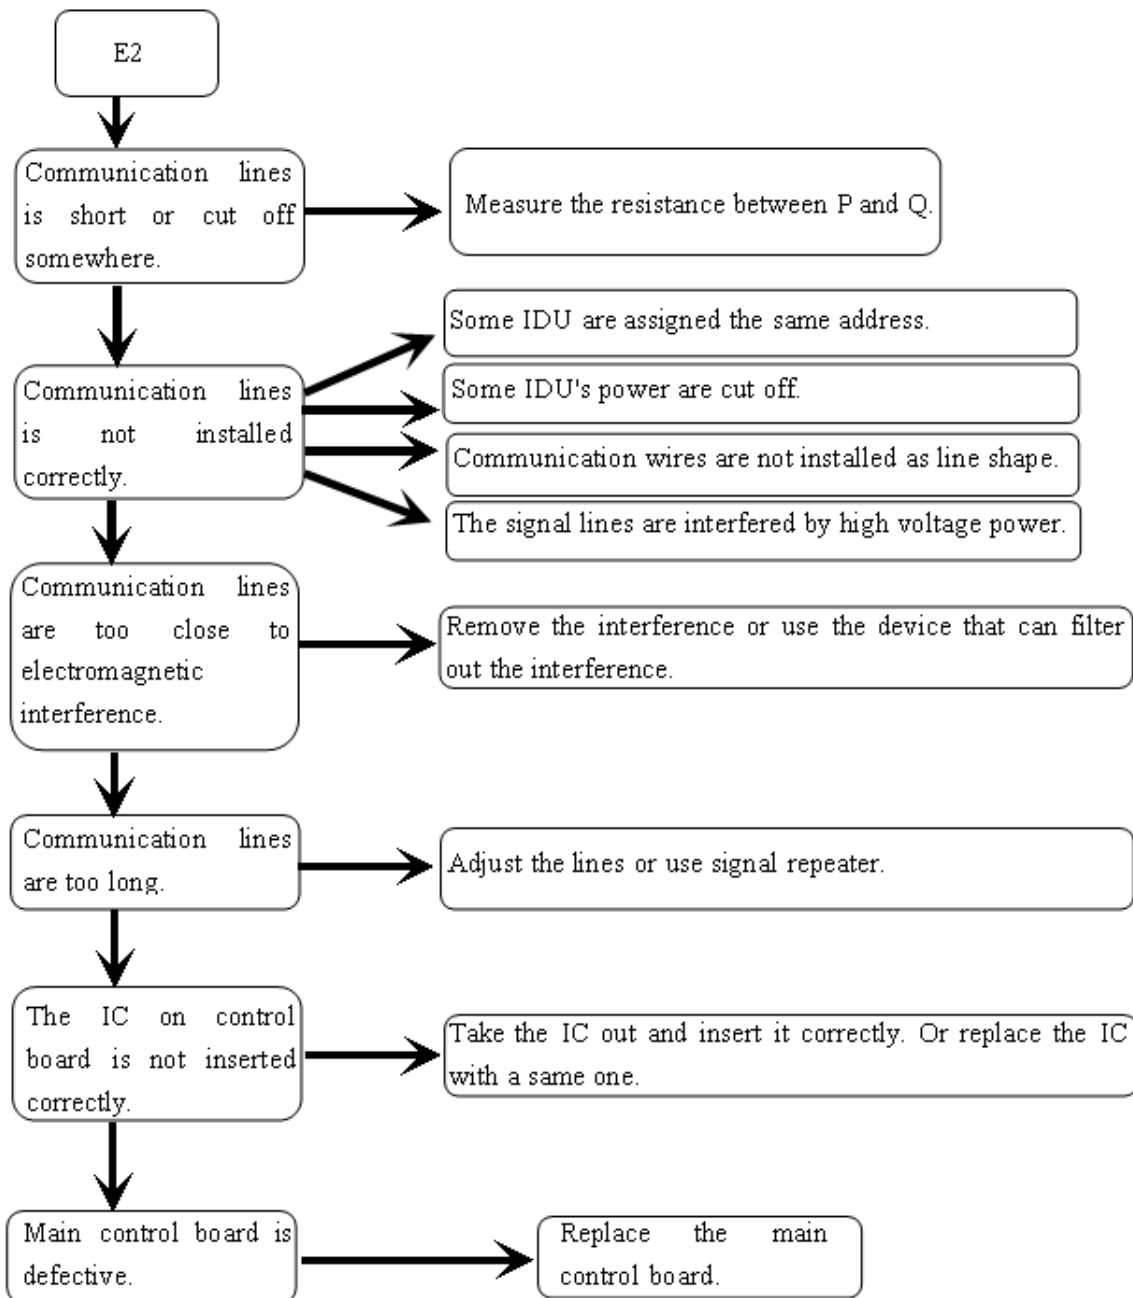 E2
Communication lines
is short or cut off
somewhere.
Measure the resistance between P and Q.
Communication lines
is not installed
correctly.
Some IDU are assigned the same address.
Some IDU's power are cut off.
Communication wires are not installed as line shape.
The signal lines are interfered by high voltage power.
Communication lines
are too close to
electromagnetic
interference.
Remove the interference or use the device that can filter
out the interference.
Communication lines
are too long.
Adjust the lines or use signal repeater.
The IC on control
board is not inserted
correctly.
Take the IC out and insert it correctly. Or replace the IC
with a same one.
Main control board is
defective.
Replace the main
control board.